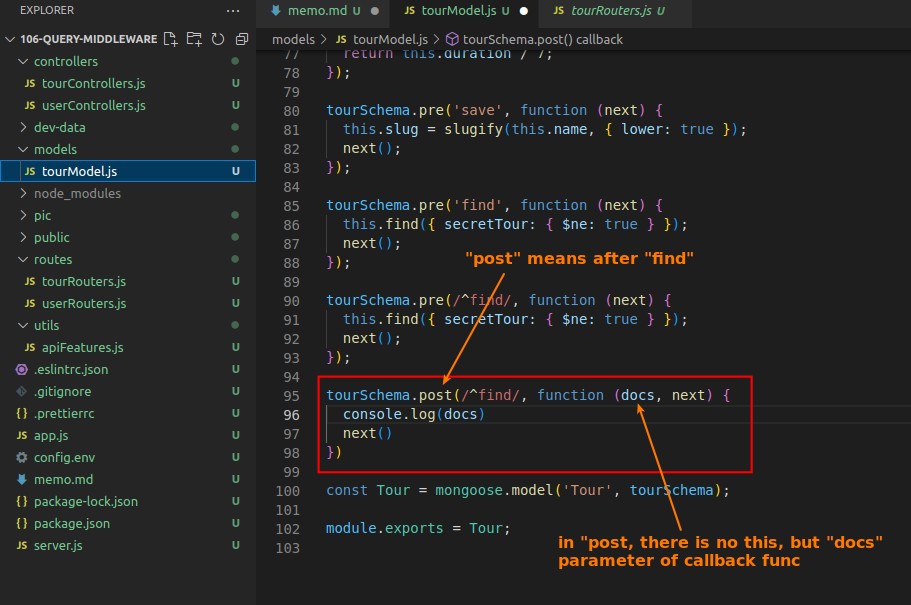 EXPLORER
...
memo.md U
JS tourModel.js U
JS tourRouters.js U
106-QUERY-MIDDLEWARE
models > JS tourModel.js > tourSchema.post() callback
controllers
JS tourControllers.js U
JS userControllers.js U
dev-data
models
JS tourModel.js U
node_modules
pic
public
routes
JS tourRouters.js U
JS userRouters.js U
utils
JS apiFeatures.js U
.eslintrc.json U
.gitignore U
{} .prettierrc U
JS app.js U
config.env U
memo.md U
{} package-lock.json U
{} package.json U
JS server.js U
77 return this.duration / 7;
78 });
79
80 tourSchema.pre('save', function (next) {
81 this.slug = slugify(this.name, { lower: true });
82 next();
83 });
84
85 tourSchema.pre('find', function (next) {
86 this.find({ secretTour: { $ne: true } });
87 next();
88 });
"post" means after "find"
89
90 tourSchema.pre(/^find/, function (next) {
91 this.find({ secretTour: { $ne: true } });
92 next();
93 });
94
95 tourSchema.post(/^find/, function (docs, next) {
96 console.log(docs)
97 next()
98 })
99
100 const Tour = mongoose.model('Tour', tourSchema);
101
102 module.exports = Tour;
103
in "post, there is no this, but "docs"
parameter of callback func